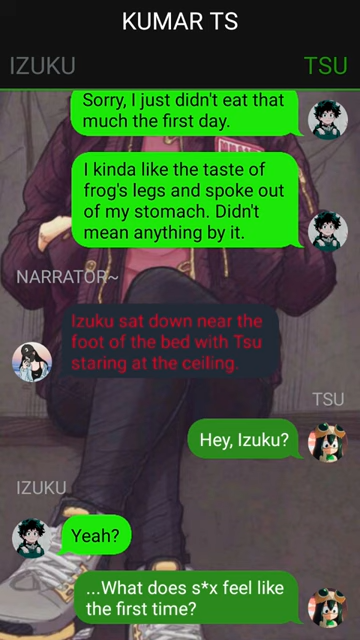 KUMAR TS
IZUKU
TSU
Sorry, I just didn't eat that
much the first day.
I kinda like the taste of
frog's legs and spoke out
of my stomach. Didn't
mean anything by it.
NARRATOR~
Izuku sat down near the
foot of the bed with Tsu
staring at the ceiling.
TSU
Hey, Izuku?
IZUKU
Yeah?
...What does s*x feel like
the first time?